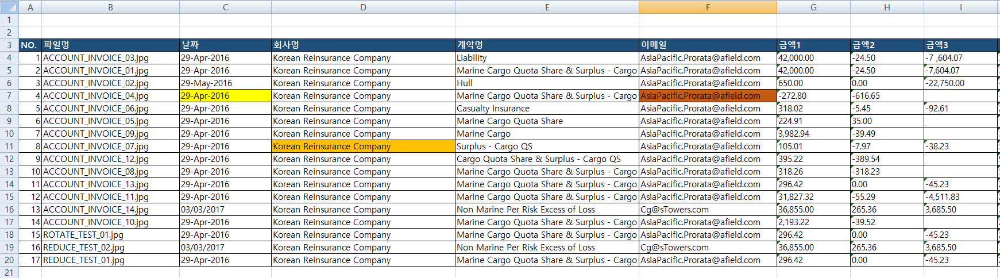 A B C D E F G H I
1
2
3 NO. 파일명 날짜 회사명 계약명 이메일 금액1 금액2 금액3
4 1 ACCOUNT_INVOICE_03.jpg 29-Apr-2016 Korean Reinsurance Company Liability AsiaPacific.Prorata@afield.com 42,000.00 -24.50 -7 ,604.07
5 2 ACCOUNT_INVOICE_01.jpg 29-Apr-2016 Korean Reinsurance Company Marine Cargo Quota Share & Surplus - Cargo AsiaPacific.Prorata@afield.com 42,000.00 -24.50 -7,604.07
6 3 ACCOUNT_INVOICE_02.jpg 29-May-2016 Korean Reinsurance Company Hull AsiaPacific.Prorata@afield.com 650.00 0.00 -22,750.00
7 4 ACCOUNT_INVOICE_04.jpg 29-Apr-2016 Korean Reinsurance Company Marine Cargo Quota Share & Surplus - Cargo AsiaPacific.Prorata@afield.com -272.80 -616.65
8 5 ACCOUNT_INVOICE_06.jpg 29-Apr-2016 Korean Reinsurance Company Casualty Insurance AsiaPacific.Prorata@afield.com 318.02 -5.45 -92.61
9 6 ACCOUNT_INVOICE_05.jpg 29-Apr-2016 Korean Reinsurance Company Marine Cargo Quota Share AsiaPacific.Prorata@afield.com 224.91 35.00
10 7 ACCOUNT_INVOICE_09.jpg 29-Apr-2016 Korean Reinsurance Company Marine Cargo AsiaPacific.Prorata@afield.com 3,982.94 -39.49
11 8 ACCOUNT_INVOICE_07.jpg 29-Apr-2016 Korean Reinsurance Company Surplus - Cargo QS AsiaPacific.Prorata@afield.com 105.01 -7.97 -38.23
12 9 ACCOUNT_INVOICE_12.jpg 29-Apr-2016 Korean Reinsurance Company Cargo Quota Share & Surplus - Cargo QS AsiaPacific.Prorata@afield.com 395.22 -389.54
13 10 ACCOUNT_INVOICE_08.jpg 29-Apr-2016 Korean Reinsurance Company Marine Cargo Quota Share & Surplus - Cargo AsiaPacific.Prorata@afield.com 318.26 -318.23
14 11 ACCOUNT_INVOICE_13.jpg 29-Apr-2016 Korean Reinsurance Company Marine Cargo Quota Share & Surplus - Cargo AsiaPacific.Prorata@afield.com 296.42 0.00 -45.23
15 12 ACCOUNT_INVOICE_11.jpg 29-Apr-2016 Korean Reinsurance Company Marine Cargo Quota Share & Surplus - Cargo AsiaPacific.Prorata@afield.com 31,827.32 -55.29 -4,511.83
16 13 ACCOUNT_INVOICE_14.jpg 03/03/2017 Korean Reinsurance Company Non Marine Per Risk Excess of Loss Cg@sTowers.com 36,855.00 265.36 3,685.50
17 14 ACCOUNT_INVOICE_10.jpg 29-Apr-2016 Korean Reinsurance Company Marine Cargo Quota Share & Surplus - Cargo AsiaPacific.Prorata@afield.com 2,193.22 -39.52
18 15 ROTATE_TEST_01.jpg 29-Apr-2016 Korean Reinsurance Company Marine Cargo Quota Share & Surplus - Cargo AsiaPacific.Prorata@afield.com 296.42 0.00 -45.23
19 16 REDUCE_TEST_02.jpg 03/03/2017 Korean Reinsurance Company Non Marine Per Risk Excess of Loss Cg@sTowers.com 36,855.00 265.36 3,685.50
20 17 REDUCE_TEST_01.jpg 29-Apr-2016 Korean Reinsurance Company Marine Cargo Quota Share & Surplus - Cargo AsiaPacific.Prorata@afield.com 296.42 0.00 -45.23
21